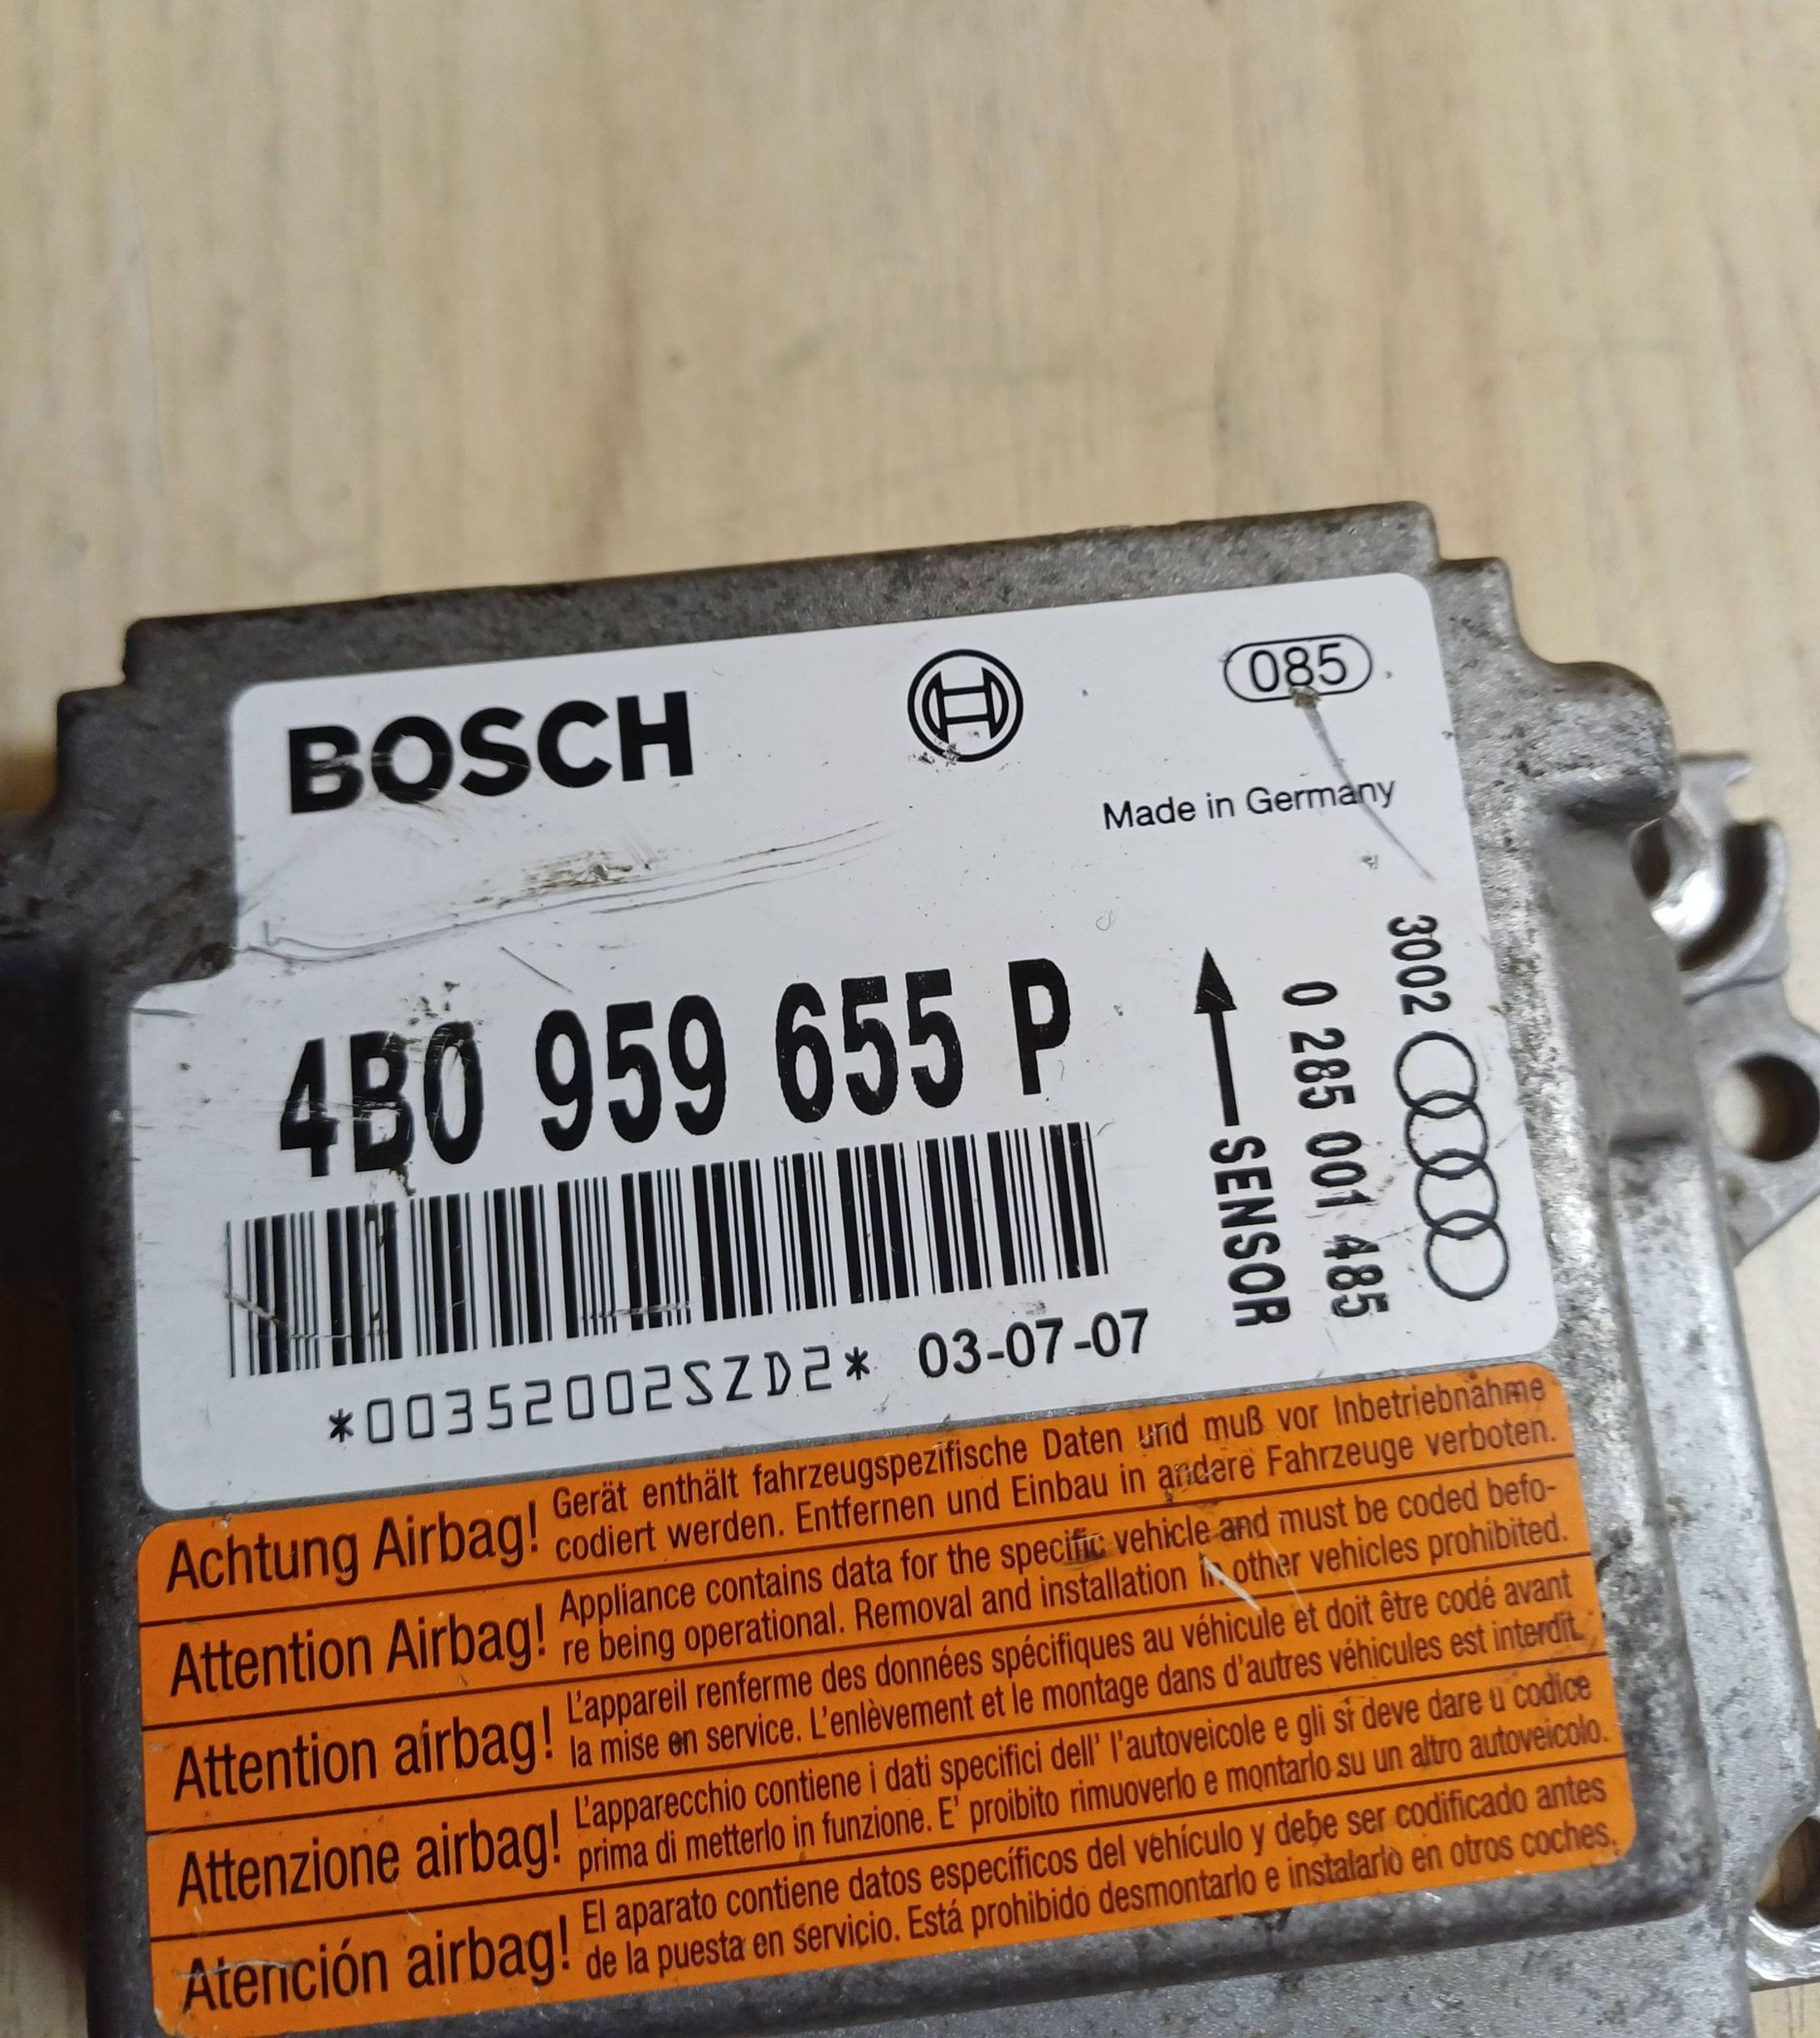 BOSCH
085
Made in Germany
4B0 959 655 P
*00352002SZD2* 03-07-07
SENSOR
0 285 001 485
3002
Achtung Airbag! Gerät enthält fahrzeugspezifische Daten und muß vor Inbetriebnahme
codiert werden. Entfernen und Einbau in andere Fahrzeuge verboten.
Attention Airbag! Appliance contains data for the specific vehicle and must be coded befo-
re being operational. Removal and installation in other vehicles prohibited.
Attention airbag! L'appareil renferme des données spécifiques au véhicule et doit être codé avant
la mise en service. L'enlèvement et le montage dans d'autres véhicules est interdit.
Attenzione airbag! L'apparecchio contiene i dati specifici dell' l'autoveicole e gli si deve dare u codice
prima di metterlo in funzione. E' proibito rimuoverlo e montarlo su un altro autoveicolo.
Atención airbag! El aparato contiene datos específicos del vehículo y debe ser codificado antes
de la puesta en servicio. Está prohibido desmontarlo e instalarlo en otros coches.